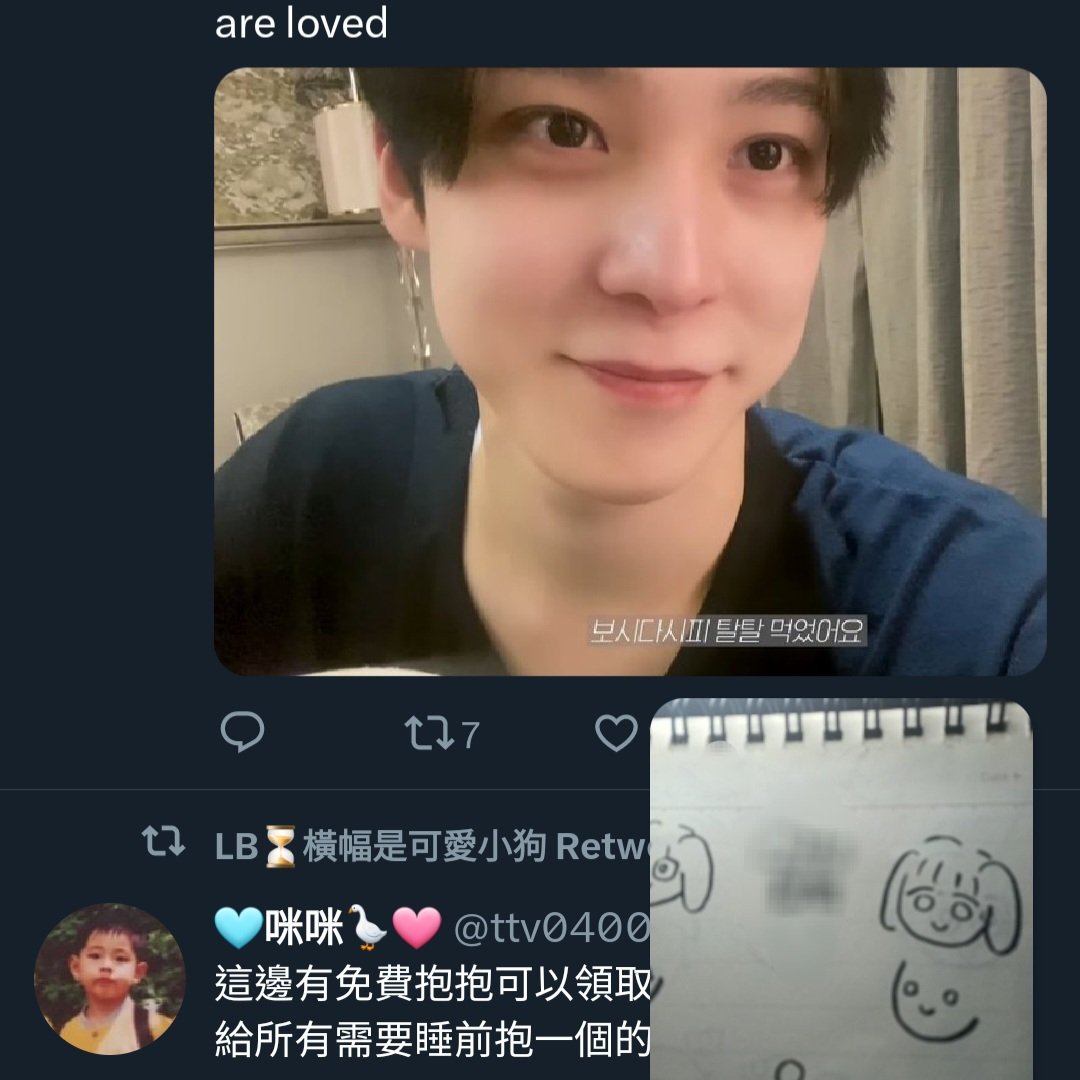 are loved
보시다시피 탈탈 먹었어요
7
LB⏳橫幅是可愛小狗 Retw
🩵咪咪🪿🩷 @ttv0400
這邊有免費抱抱可以領取
給所有需要睡前抱一個的